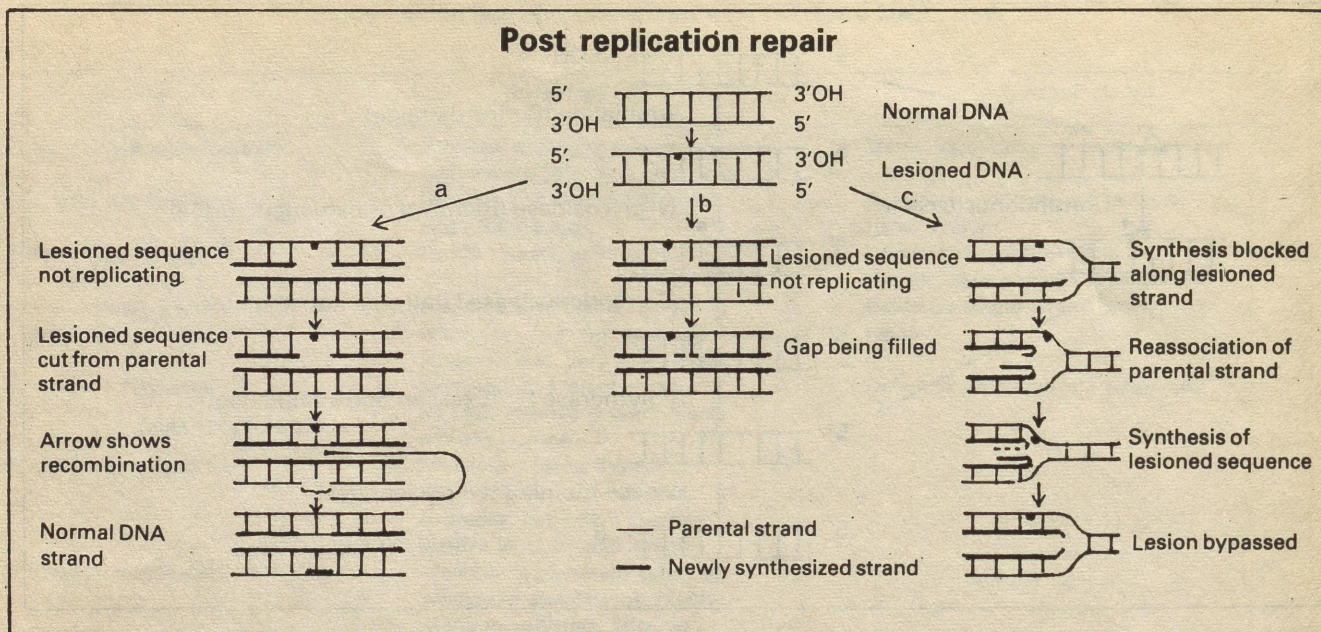 Post replication repair
5′ 3′OH
Normal DNA
3′OH 5′
5′ 3′OH
Lesioned DNA
3′OH 5′
a
b
c
Lesioned sequence
not replicating
Lesioned sequence
cut from parental
strand
Arrow shows
recombination
Normal DNA
strand
Lesioned sequence
not replicating
Gap being filled
Parental strand
Newly synthesized strand
Synthesis blocked
along lesioned
strand
Reassociation of
parental strand
Synthesis of
lesioned sequence
Lesion bypassed